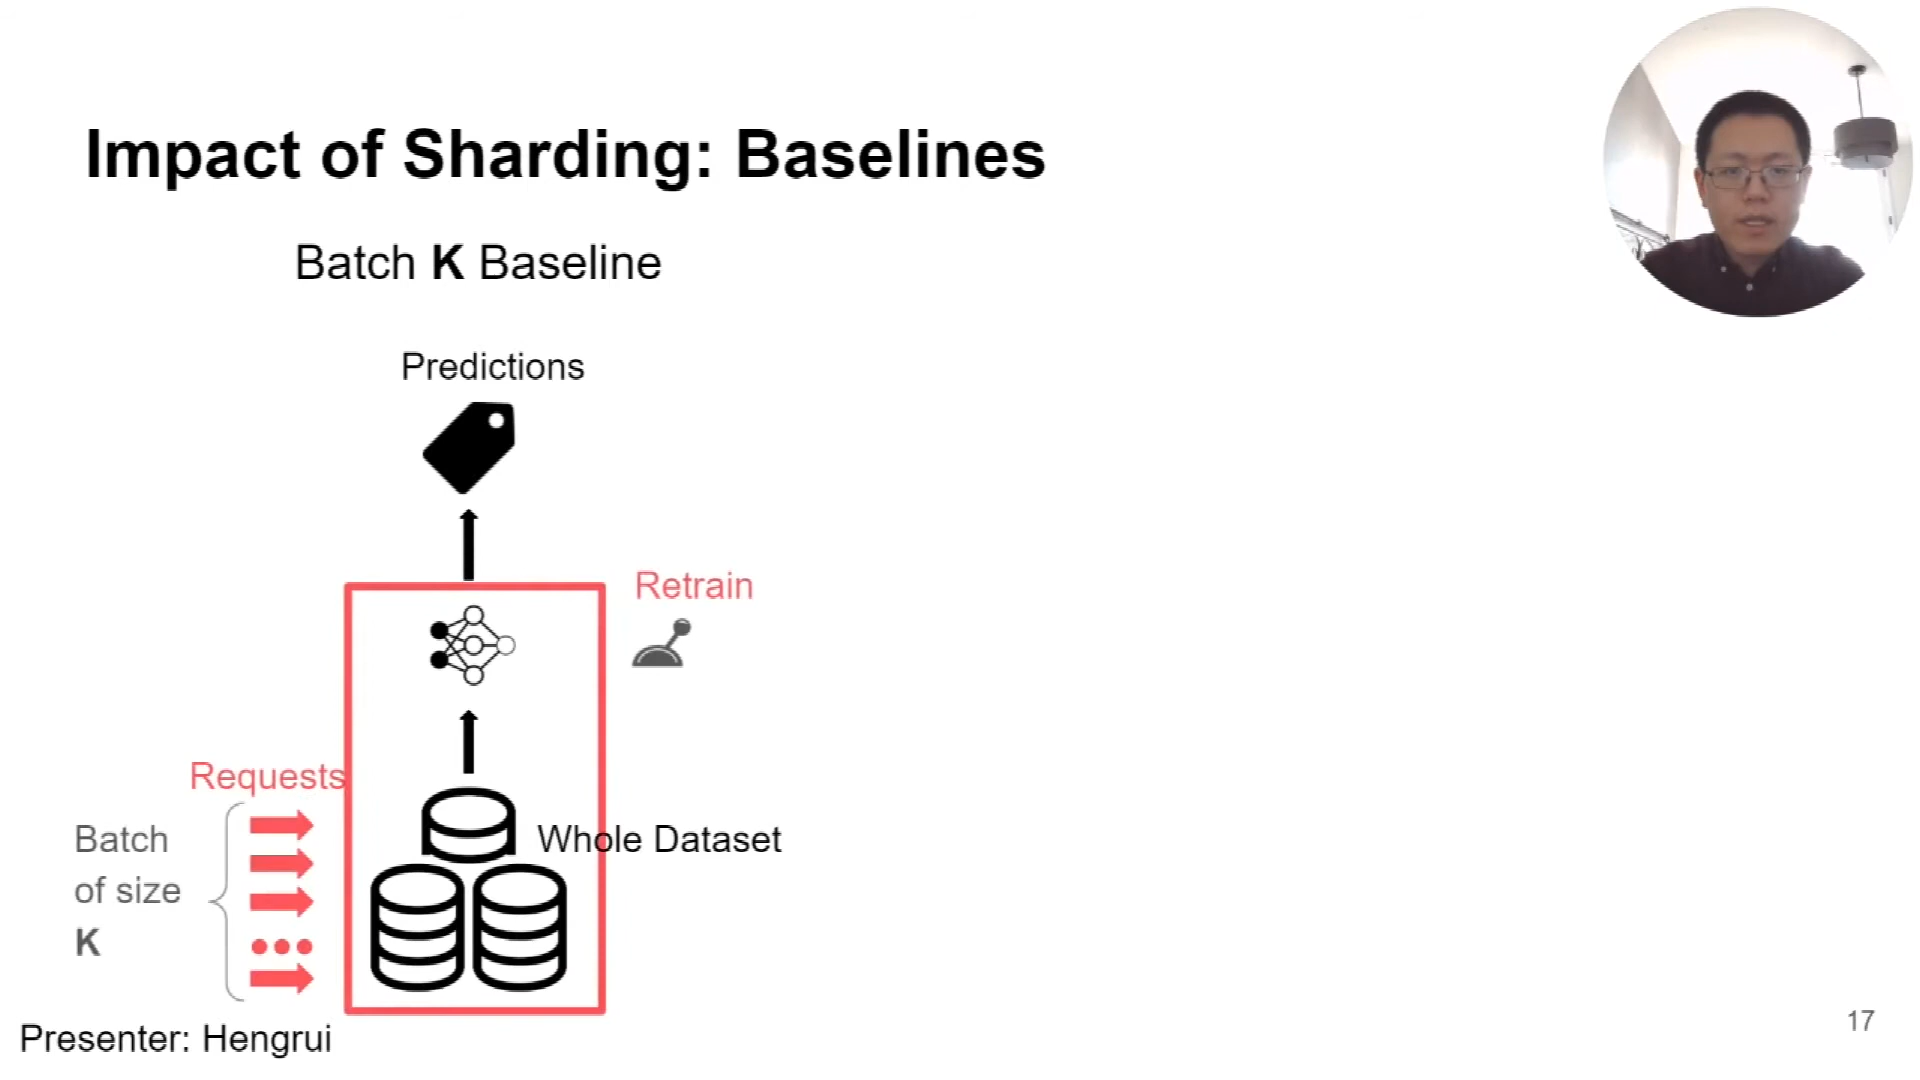 Impact of Sharding: Baselines
Batch K Baseline
Predictions
Retrain
Requests
Batch
of size
K
Whole Dataset
Presenter: Hengrui
17